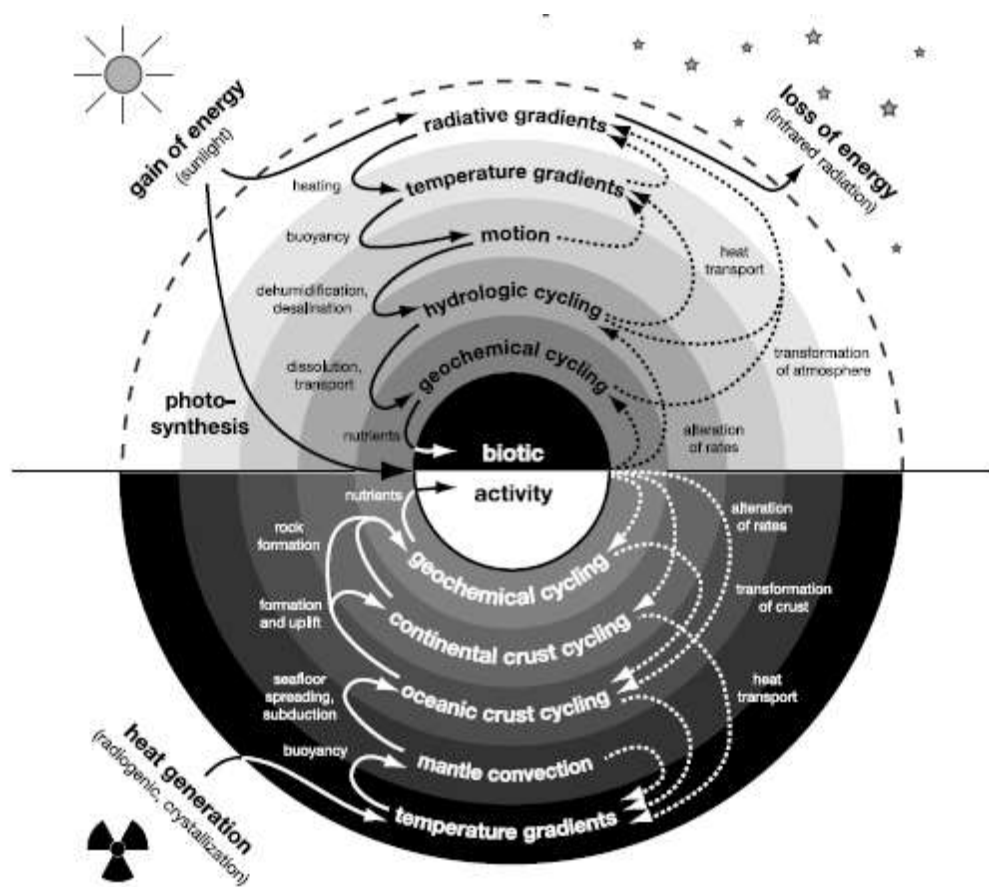 gain of energy
(sunlight)
loss of energy
(infrared radiation)
radiative gradients
heating
temperature gradients
buoyancy
motion
heat
transport
dehumidification,
desalination
hydrologic cycling
dissolution,
transport
geochemical cycling
transformation
of atmosphere
photo-
synthesis
nutrients
alteration
of rates
biotic
activity
nutrients
alteration
of rates
rock
formation
geochemical cycling
transformation
of crust
formation
and uplift
continental crust cycling
seafloor
spreading,
subduction
oceanic crust cycling
heat
transport
buoyancy
mantle convection
temperature gradients
heat generation
(radiogenic, crystallization)